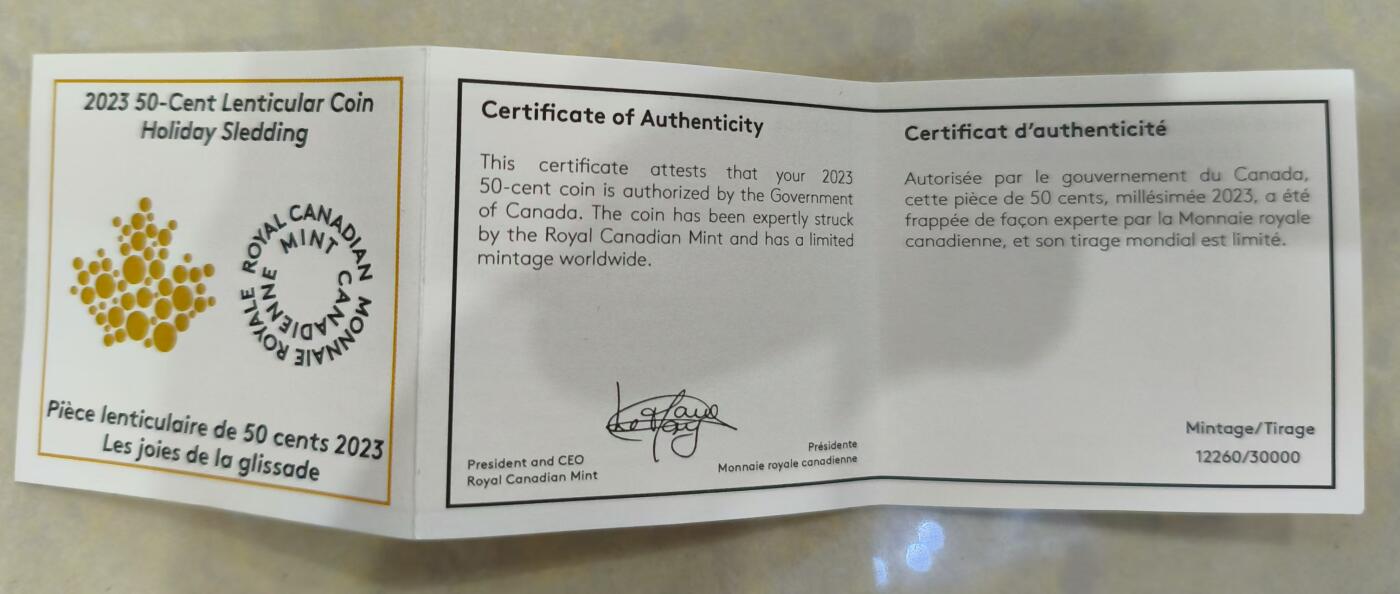 2023 50-Cent Lenticular Coin
Holiday Sledding
ROYAL CANADIAN MINT
MONNAIE ROYALE CANADIENNE
Pièce lenticulaire de 50 cents 2023
Les joies de la glissade
Certificate of Authenticity
This certificate attests that your 2023
50-cent coin is authorized by the Government
of Canada. The coin has been expertly struck
by the Royal Canadian Mint and has a limited
mintage worldwide.
President and CEO
Royal Canadian Mint
Présidente
Monnaie royale canadienne
Certificat d'authenticité
Autorisée par le gouvernement du Canada,
cette pièce de 50 cents, millésimée 2023, a été
frappée de façon experte par la Monnaie royale
canadienne, et son tirage mondial est limité.
Mintage/Tirage
12260/30000